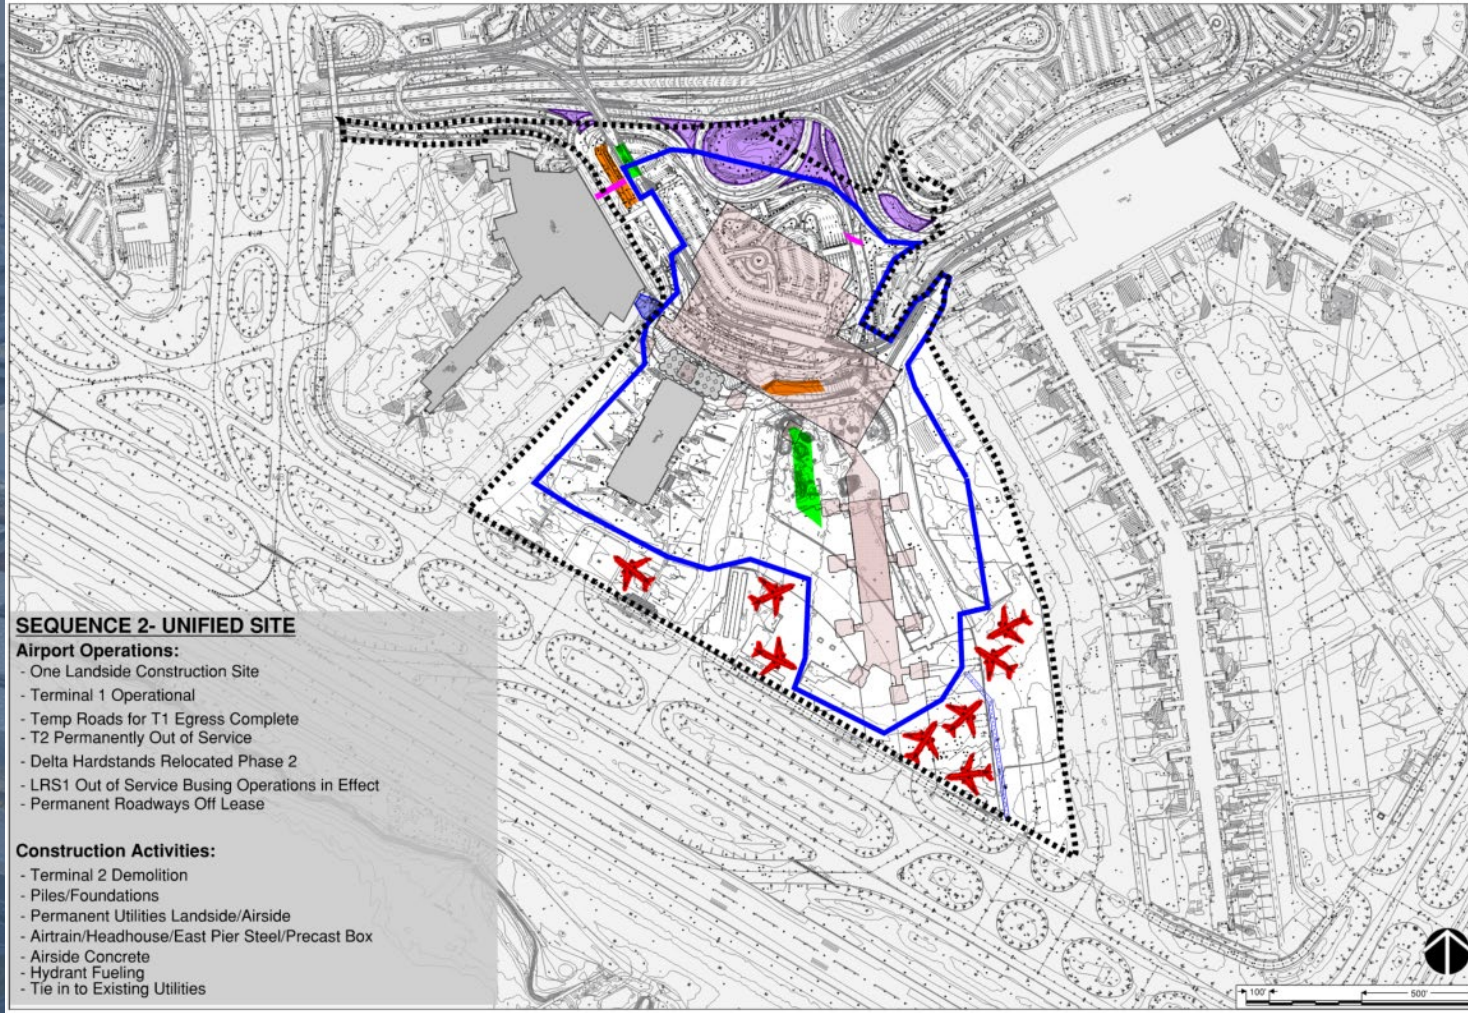 SEQUENCE 2- UNIFIED SITE
Airport Operations:
- One Landside Construction Site
- Terminal 1 Operational
- Temp Roads for T1 Egress Complete
- T2 Permanently Out of Service
- Delta Hardstands Relocated Phase 2
- LRS1 Out of Service Busing Operations in Effect
- Permanent Roadways Off Lease
Construction Activities:
- Terminal 2 Demolition
- Piles/Foundations
- Permanent Utilities Landside/Airside
- Airtrain/Headhouse/East Pier Steel/Precast Box
- Airside Concrete
- Hydrant Fueling
- Tie in to Existing Utilities
100'
500'